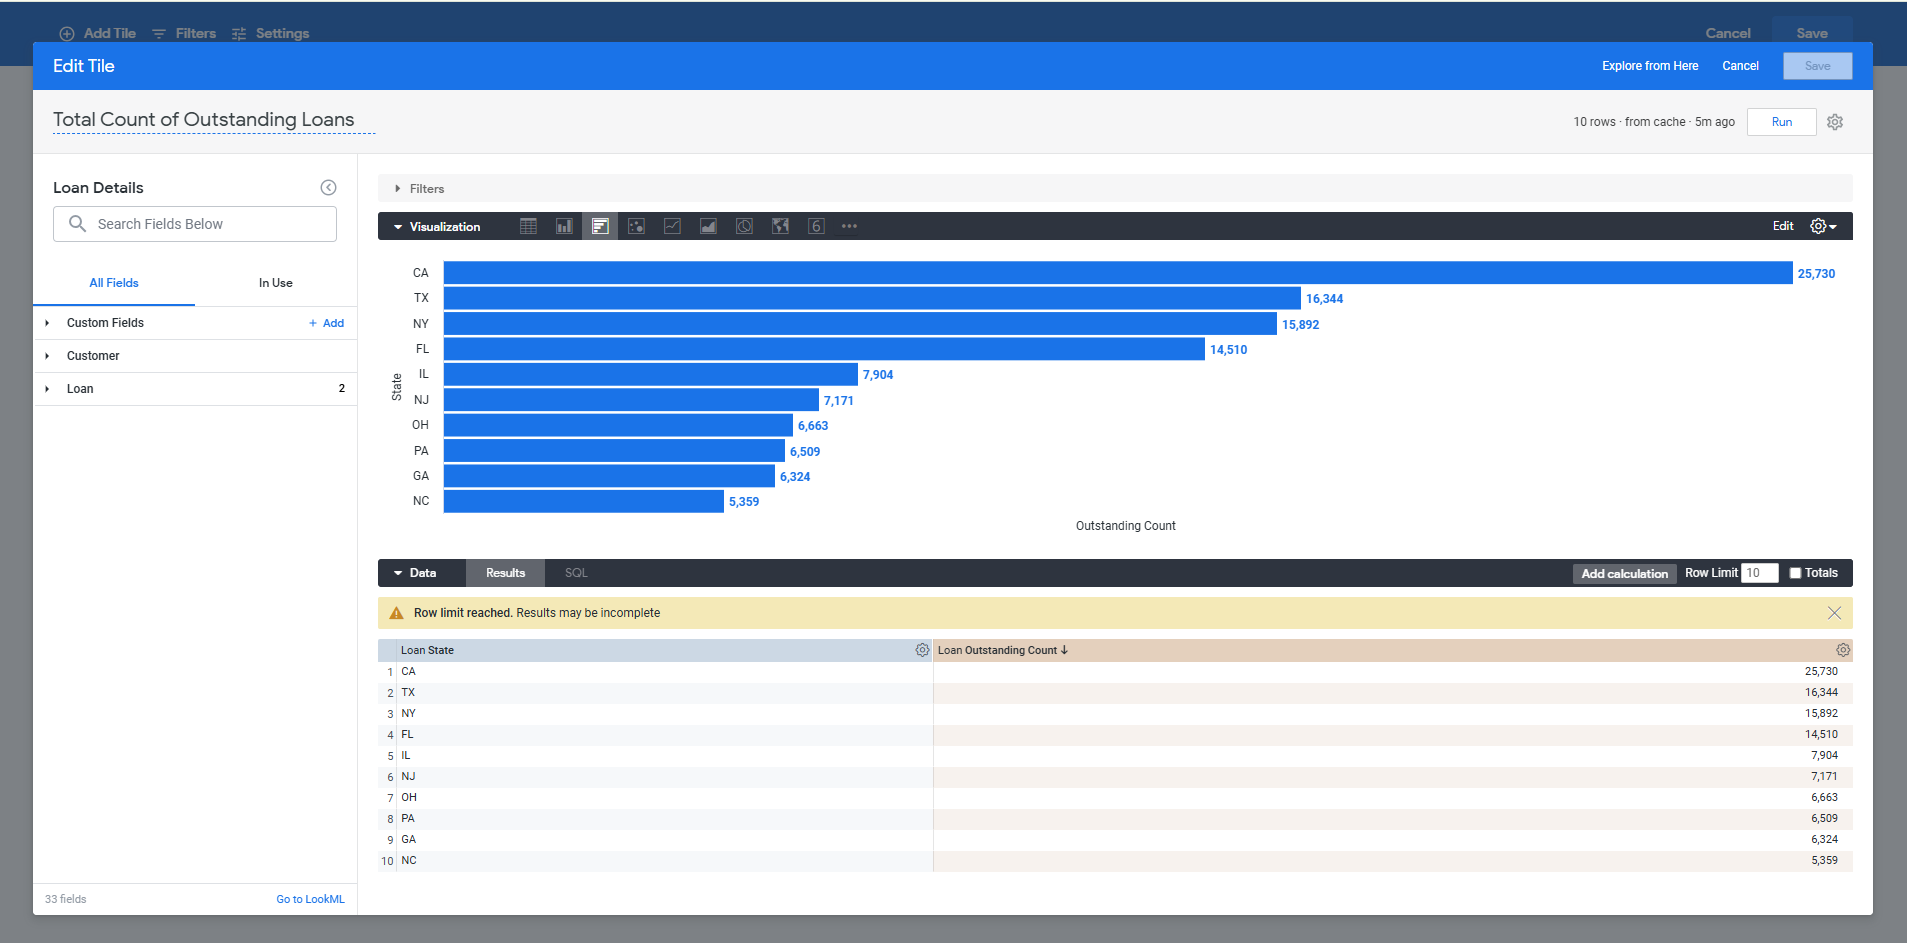 Add Tile Filters Settings Cancel Save
Edit Tile Explore from Here Cancel Save
Total Count of Outstanding Loans 10 rows · from cache · 5m ago Run
Loan Details
Search Fields Below
All Fields In Use
Custom Fields + Add
Customer
Loan 2
33 fields Go to LookML
Filters
Visualization 6 Edit
State
CA 25,730
TX 16,344
NY 15,892
FL 14,510
IL 7,904
NJ 7,171
OH 6,663
PA 6,509
GA 6,324
NC 5,359
Outstanding Count
Data Results SQL Add calculation Row Limit 10 Totals
Row limit reached. Results may be incomplete
Loan State Loan Outstanding Count ↓
1 CA 25,730
2 TX 16,344
3 NY 15,892
4 FL 14,510
5 IL 7,904
6 NJ 7,171
7 OH 6,663
8 PA 6,509
9 GA 6,324
10 NC 5,359